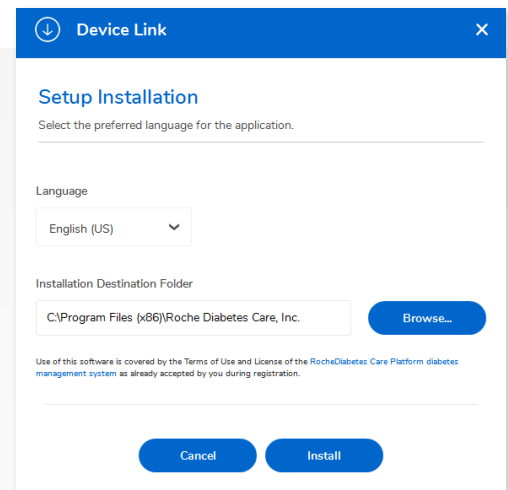 Device Link
Setup Installation
Select the preferred language for the application.
Language
English (US)
Installation Destination Folder
C:\Program Files (x86)\Roche Diabetes Care, Inc.
Browse...
Use of this software is covered by the Terms of Use and License of the RocheDiabetes Care Platform diabetes
management system as already accepted by you during registration.
Cancel
Install